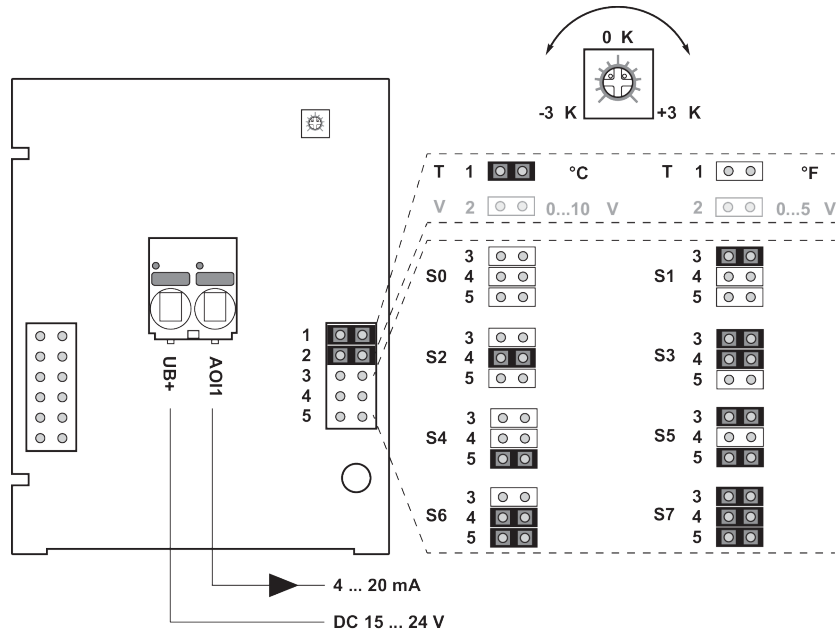 0 K
-3 K +3 K
T 1 °C T 1 °F
V 2 0...10 V 2 0...5 V
3 3
S0 4 S1 4
5 5
1
2
3
4
5
3 3
S2 4 S3 4
5 5
UB+
AOI1
3 3
S4 4 S5 4
5 5
3 3
S6 4 S7 4
5 5
4 ... 20 mA
DC 15 ... 24 V